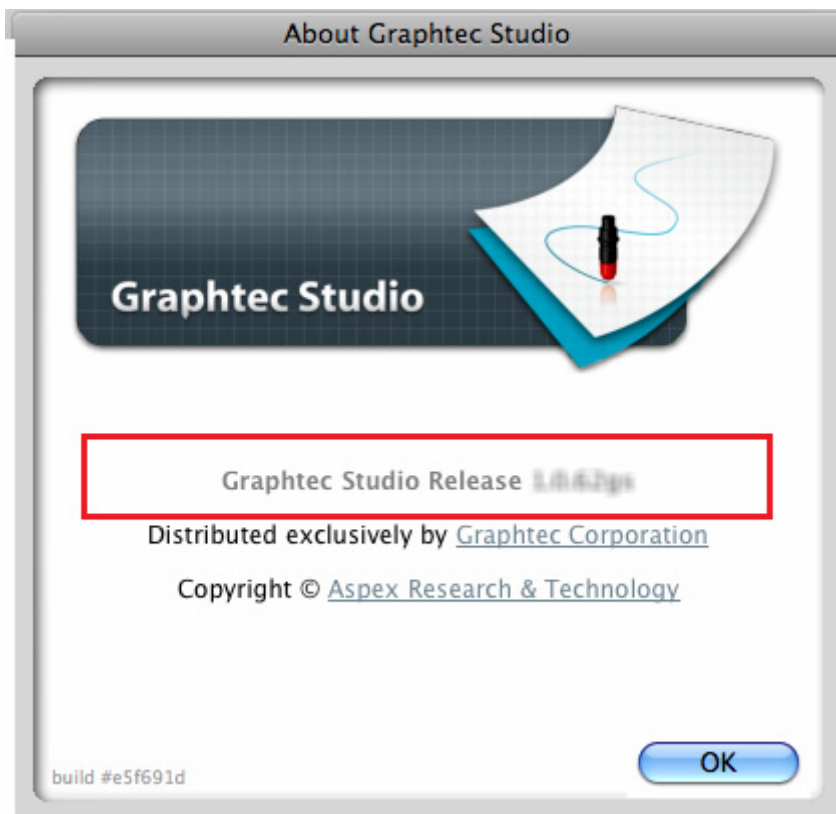 About Graphtec Studio
Graphtec Studio
Graphtec Studio Release
Distributed exclusively by Graphtec Corporation
Copyright © Aspex Research & Technology
build #e5f691d
OK